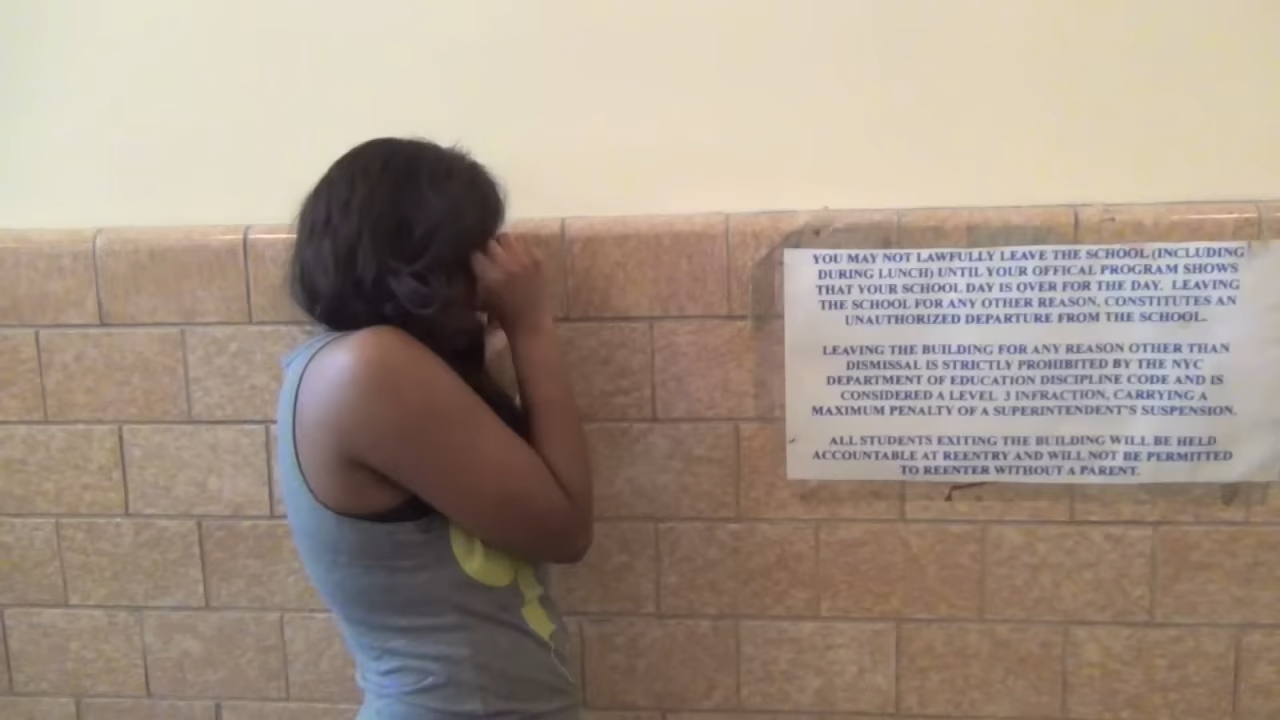 YOU MAY NOT LAWFULLY LEAVE THE SCHOOL (INCLUDING
DURING LUNCH) UNTIL YOUR OFFICAL PROGRAM SHOWS
THAT YOUR SCHOOL DAY IS OVER FOR THE DAY. LEAVING
THE SCHOOL FOR ANY OTHER REASON, CONSTITUTES AN
UNAUTHORIZED DEPARTURE FROM THE SCHOOL.
LEAVING THE BUILDING FOR ANY REASON OTHER THAN
DISMISSAL IS STRICTLY PROHIBITED BY THE NYC
DEPARTMENT OF EDUCATION DISCIPLINE CODE AND IS
CONSIDERED A LEVEL 3 INFRACTION, CARRYING A
MAXIMUM PENALTY OF A SUPERINTENDENT'S SUSPENSION.
ALL STUDENTS EXITING THE BUILDING WILL BE HELD
ACCOUNTABLE AT REENTRY AND WILL NOT BE PERMITTED
TO REENTER WITHOUT A PARENT.